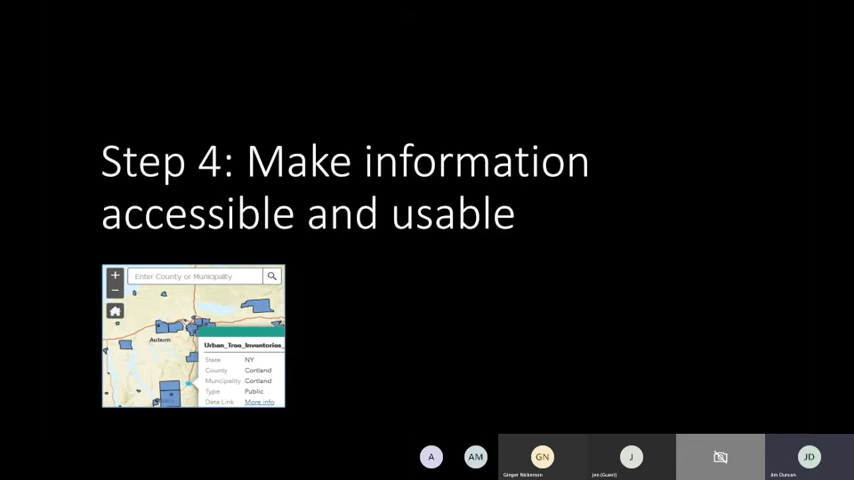 Step 4: Make information
accessible and usable
+
Enter County or Municipality
−
Auburn
Urban_Tree_Inventories_
State NY
County Cortland
Municipality Cortland
Type Public
Data Link More info
A
AM
GN
J
JD
Ginger Nickerson
Jen (Guest)
Jim Duncan